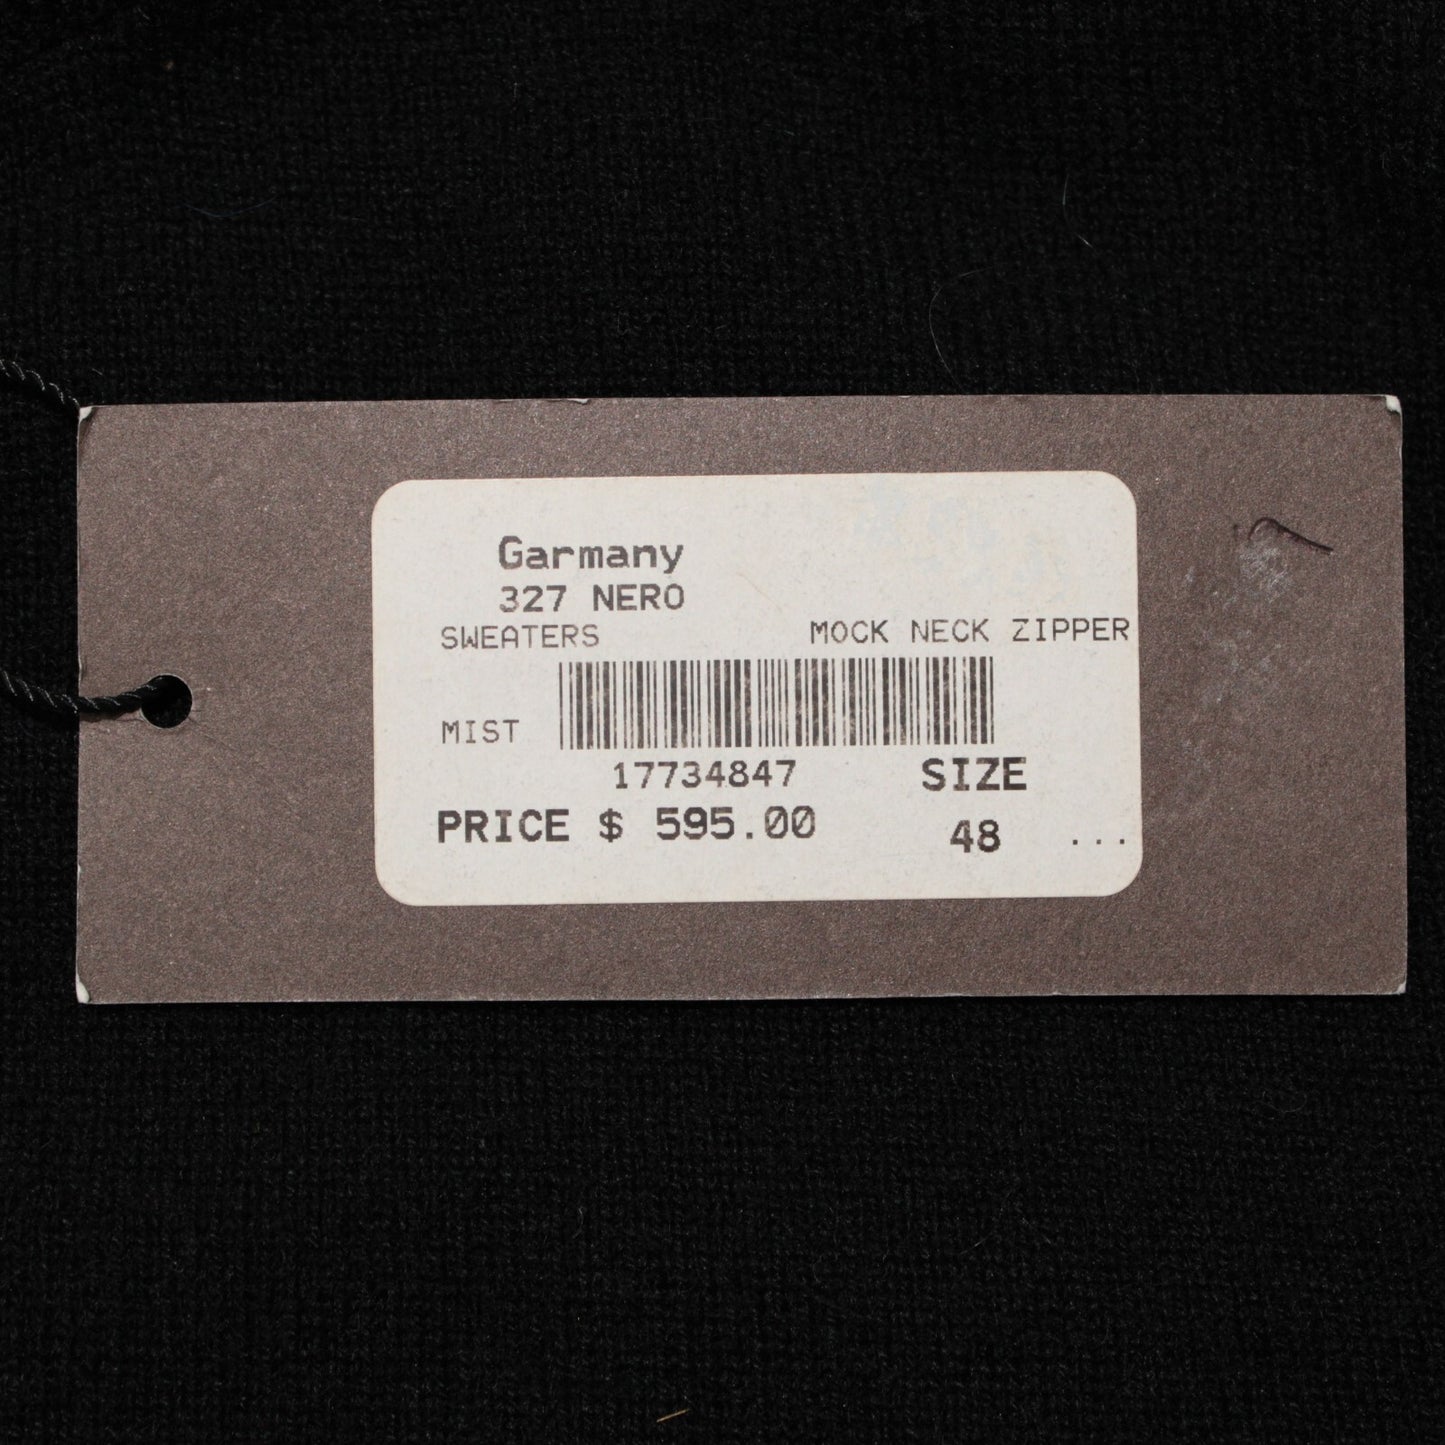 Garmany
327 NERO
SWEATERS MOCK NECK ZIPPER
MIST
17734847 SIZE
PRICE $ 595.00 48 ...